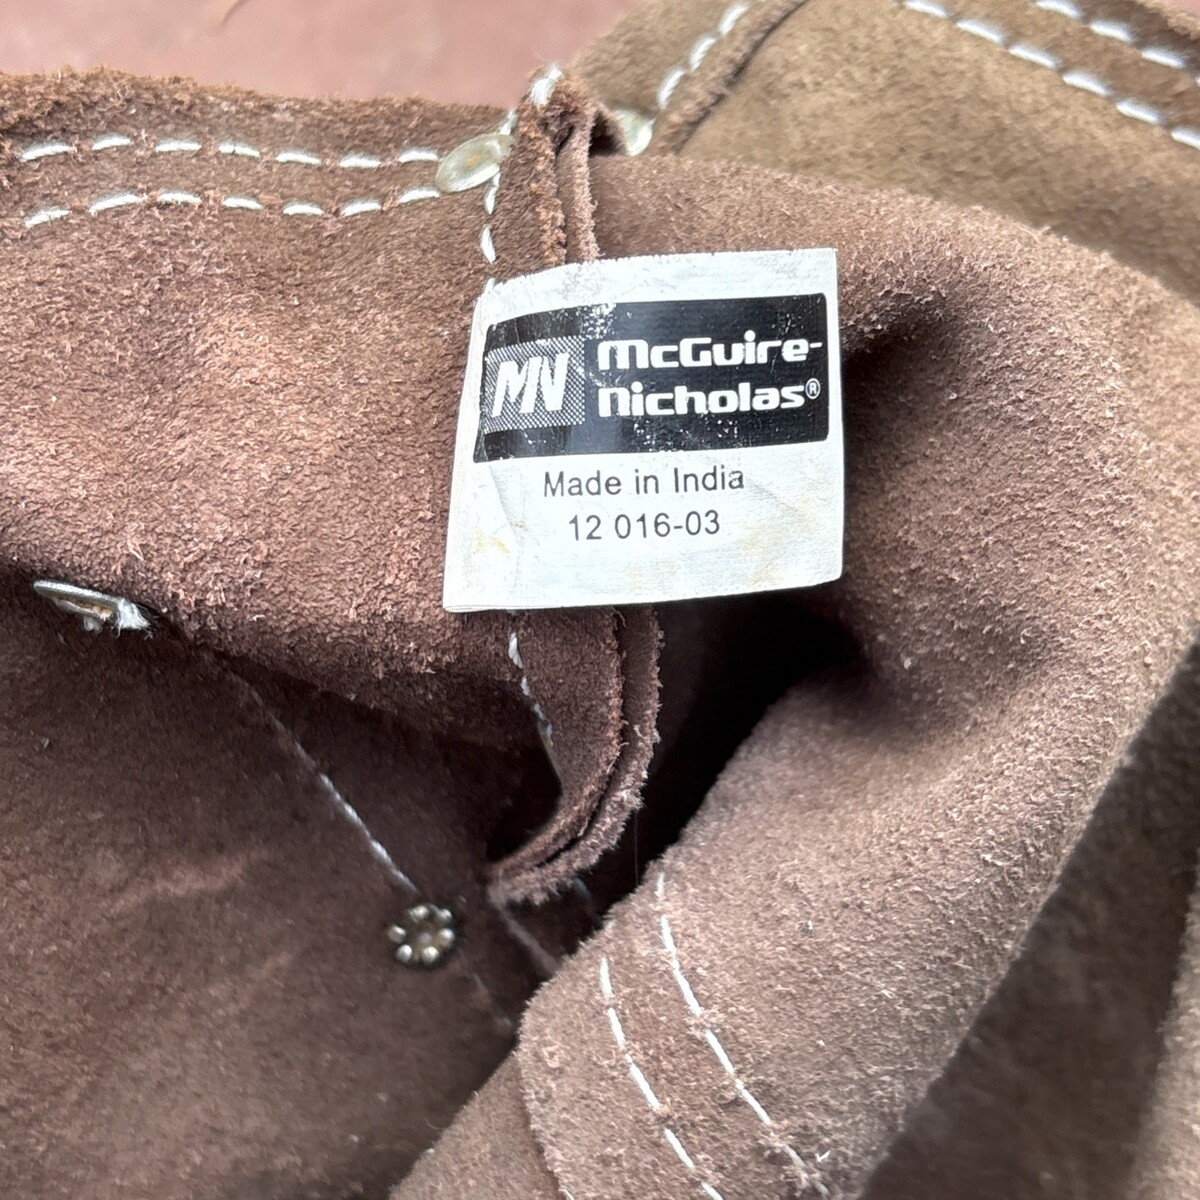 MN
McGuire-
Nicholas®
Made in India
12 016-03